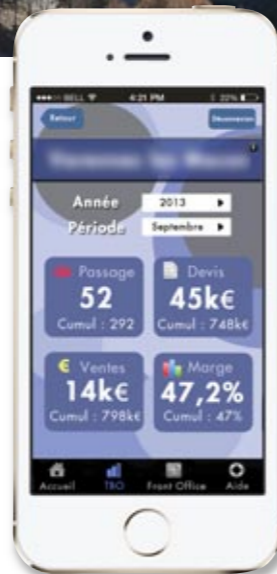 BELL 4:21 PM 22%
Retour Déconnexion
Année 2013
Période Septembre
Passage
52
Cumul : 292
Devis
45k€
Cumul : 748k€
Ventes
14k€
Cumul : 798k€
Marge
47,2%
Cumul : 47%
Accueil TBO Front Office Aide